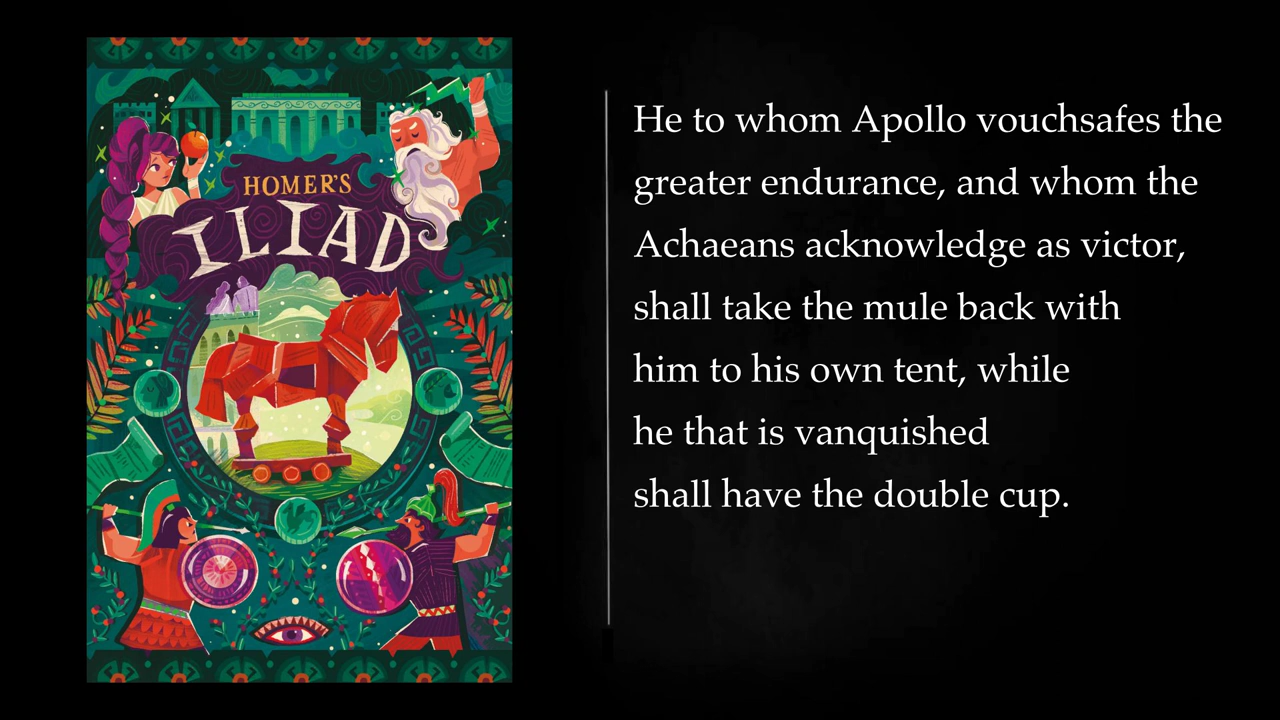 HOMER'S
ILIAD
He to whom Apollo vouchsafes the
greater endurance, and whom the
Achaeans acknowledge as victor,
shall take the mule back with
him to his own tent, while
he that is vanquished
shall have the double cup.